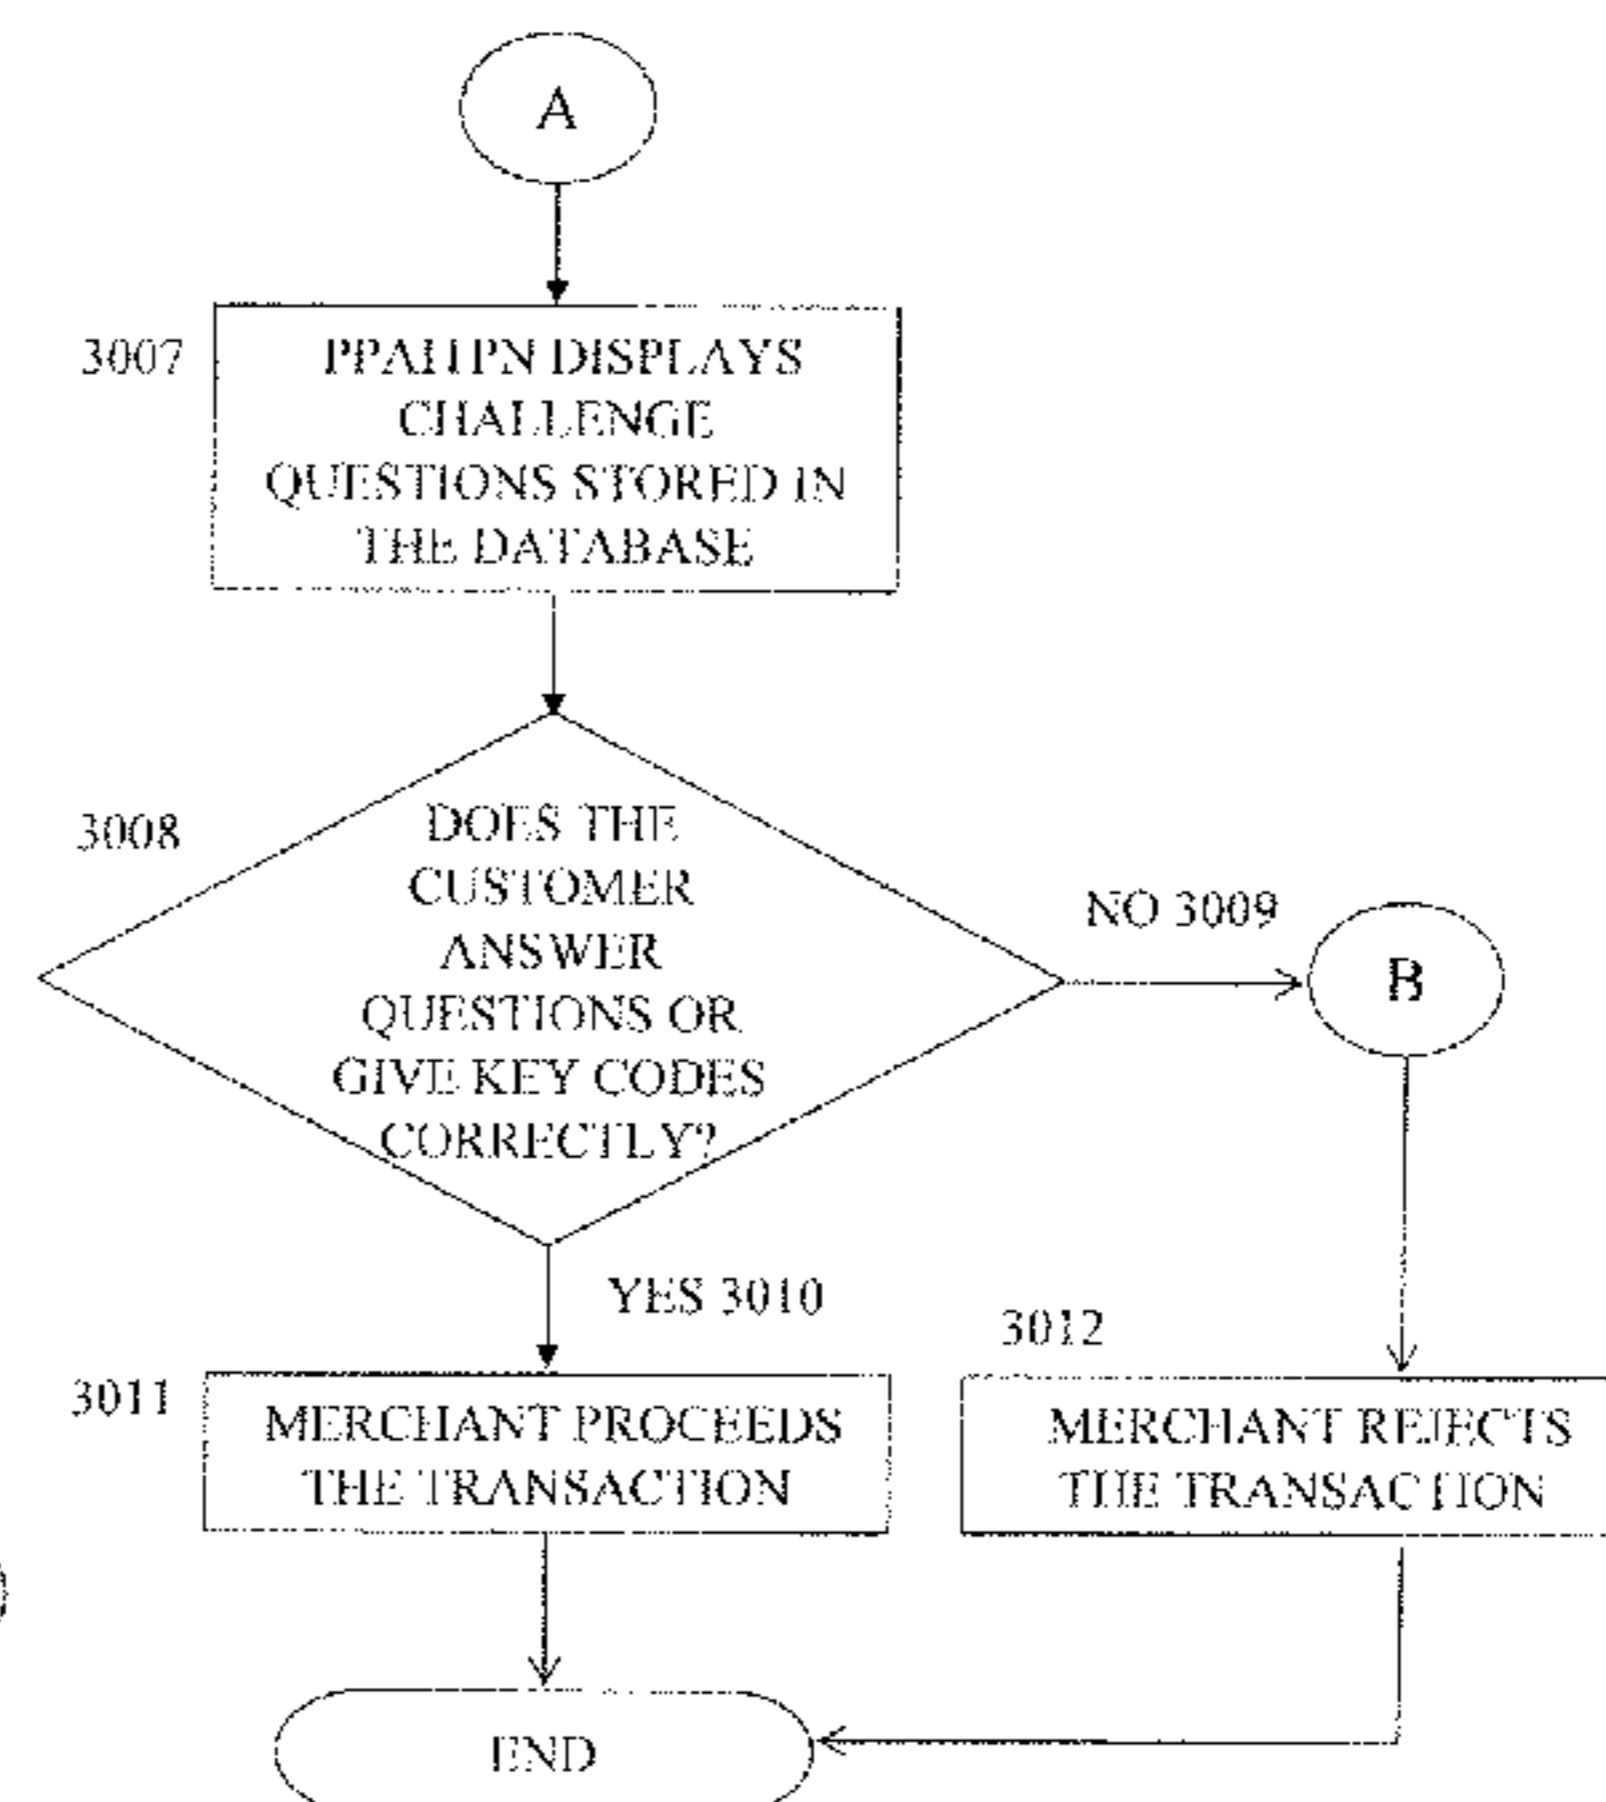 A
3007
DISPLAYS
CHALLENGE
QUESTIONS STORED IN
THE DATABASE
3008
DOES THE
CUSTOMER
ANSWER
QUESTIONS OR
GIVE KEY CODES
CORRECTLY?
NO 3009
B
YES 3010
3011
MERCHANT PROCEEDS
THE TRANSACTION
3012
MERCHANT REJECTS
THE TRANSACTION
END